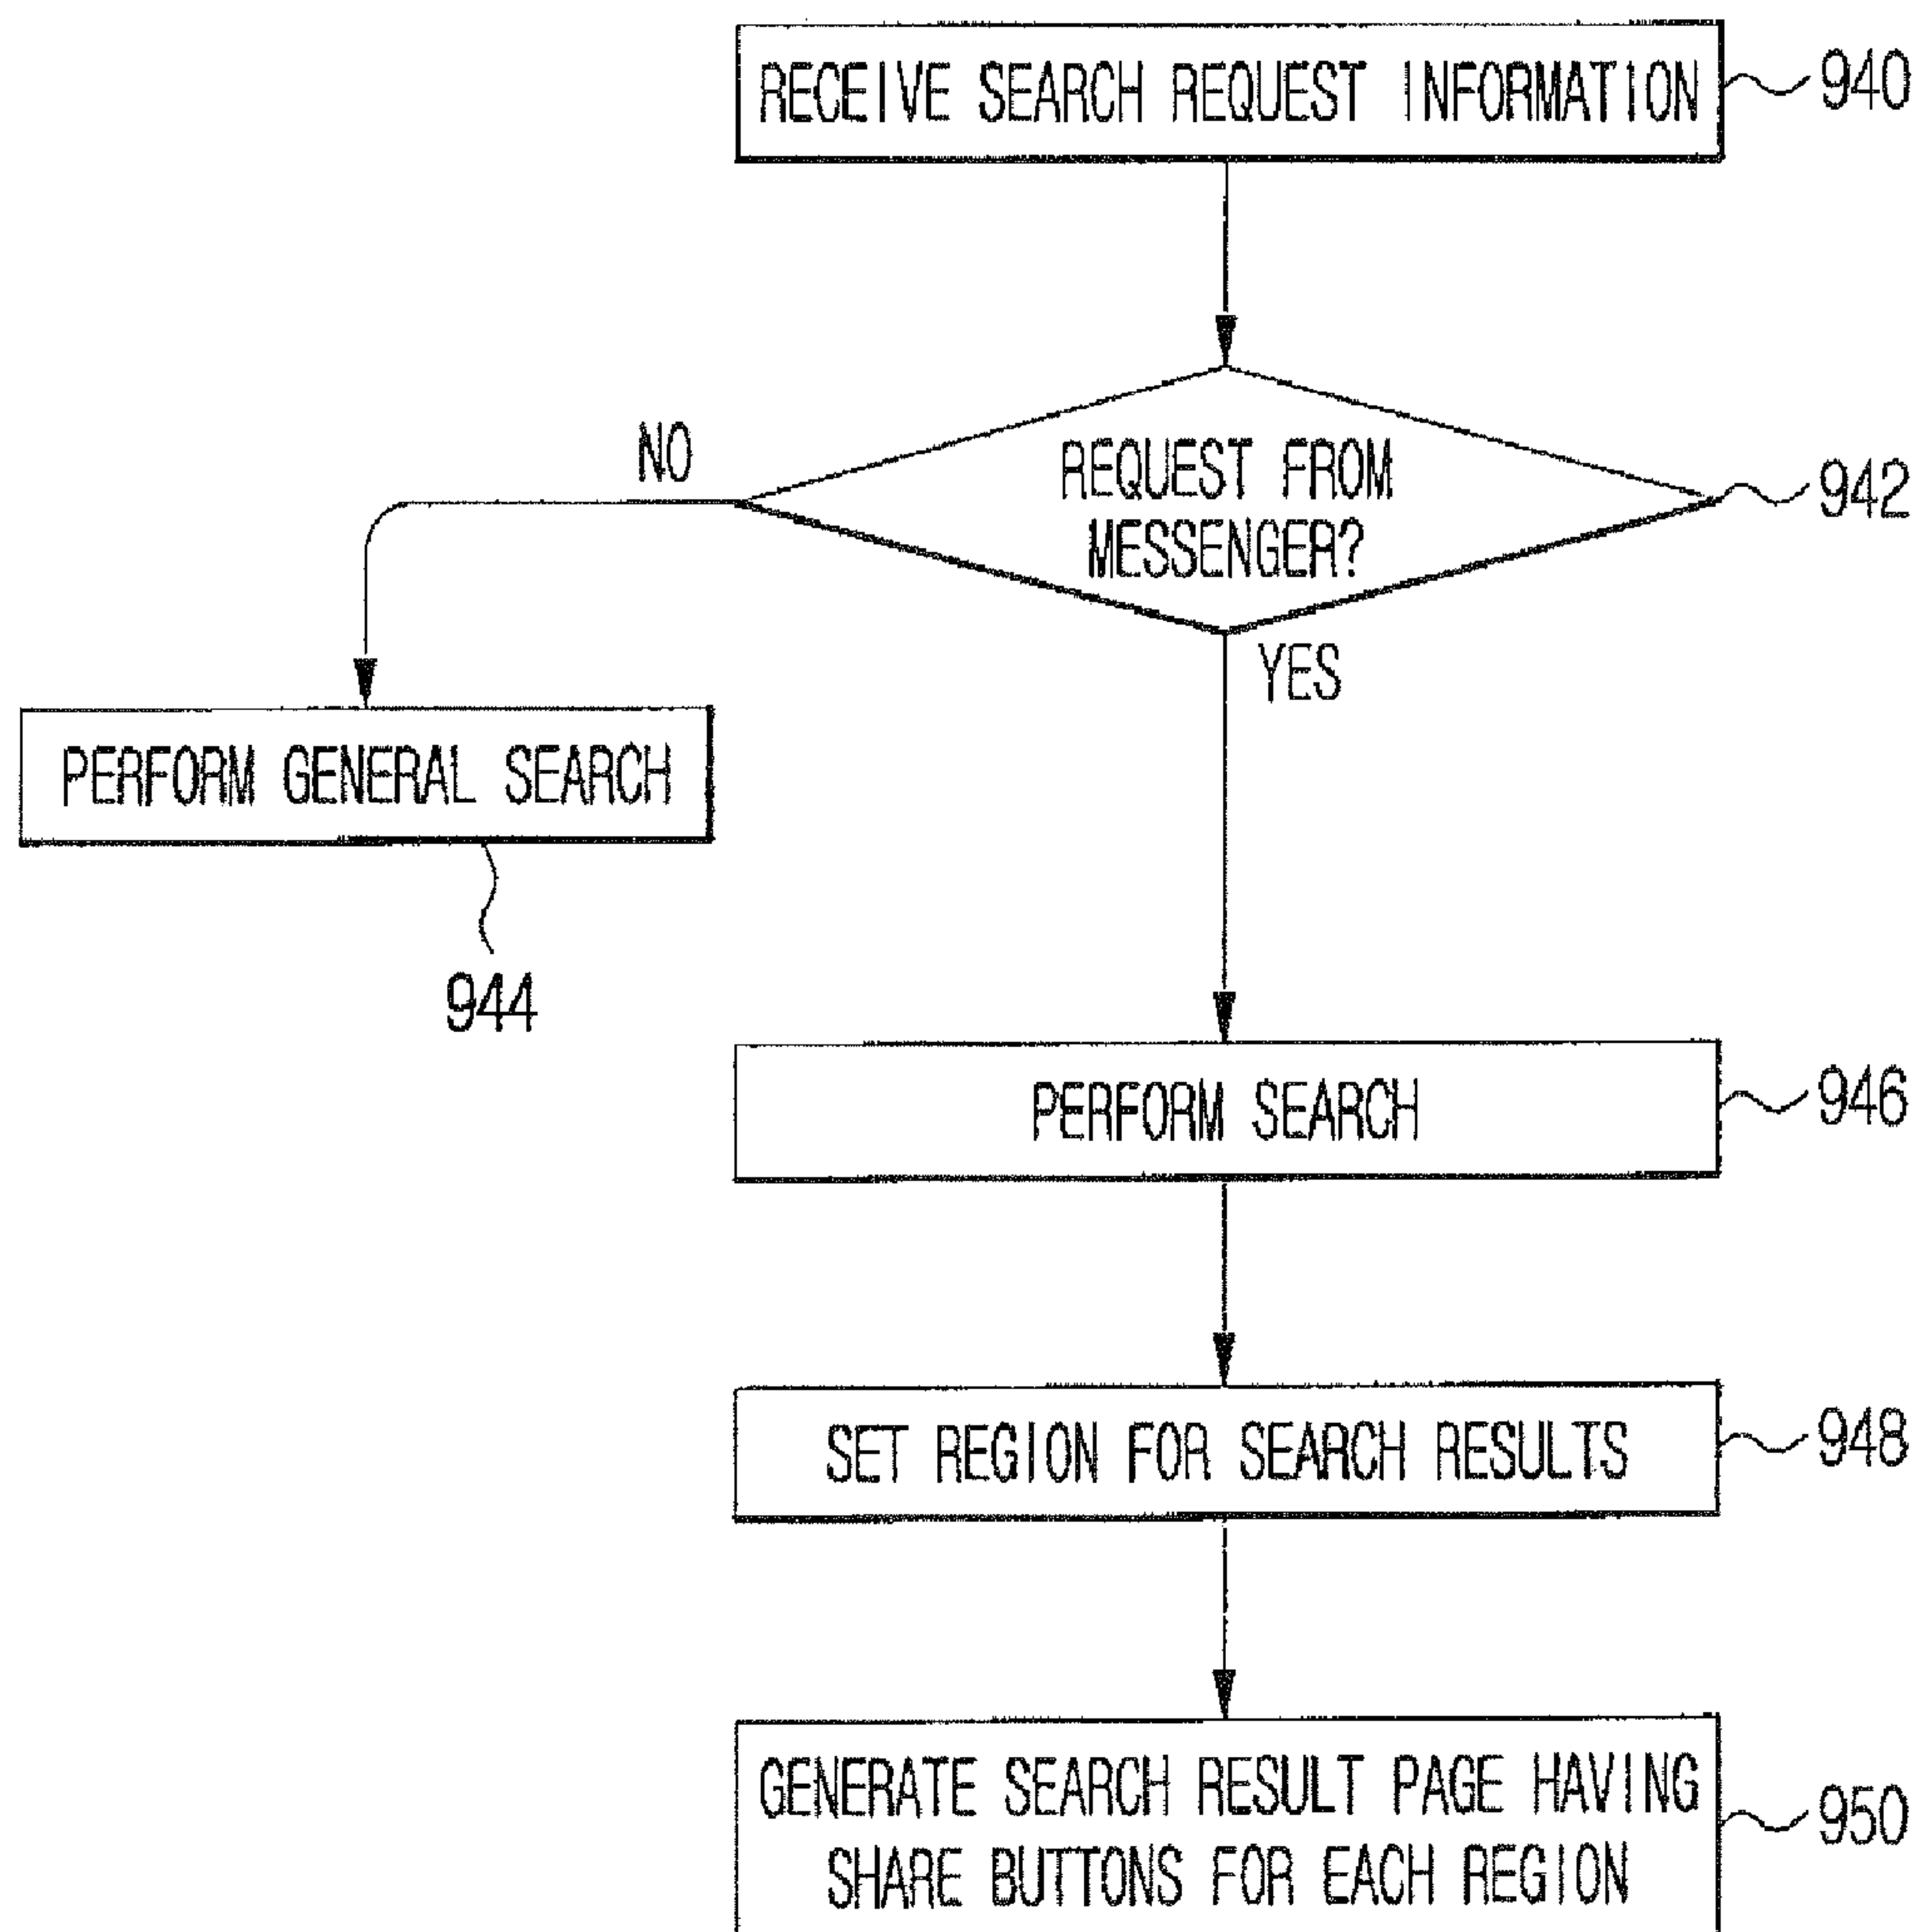 RECEIVE SEARCH REQUEST INFORMATION
940
REQUEST FROM
MESSENGER?
942
NO
YES
PERFORM GENERAL SEARCH
944
PERFORM SEARCH
946
SET REGION FOR SEARCH RESULTS
948
GENERATE SEARCH RESULT PAGE HAVING
SHARE BUTTONS FOR EACH REGION
950